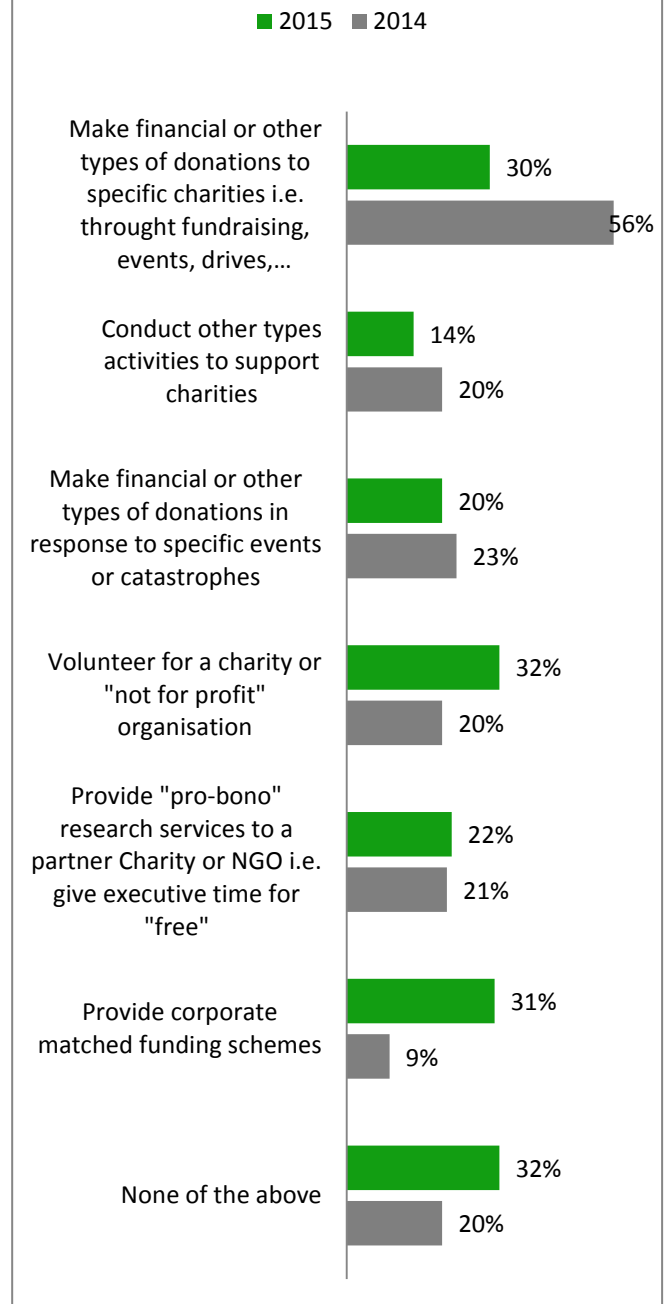 2015 2014
Make financial or other
types of donations to
specific charities i.e.
throught fundraising,
events, drives,…
30%
56%
Conduct other types
activities to support
charities
14%
20%
Make financial or other
types of donations in
response to specific events
or catastrophes
20%
23%
Volunteer for a charity or
"not for profit"
organisation
32%
20%
Provide "pro-bono"
research services to a
partner Charity or NGO i.e.
give executive time for
"free"
22%
21%
Provide corporate
matched funding schemes
31%
9%
None of the above
32%
20%